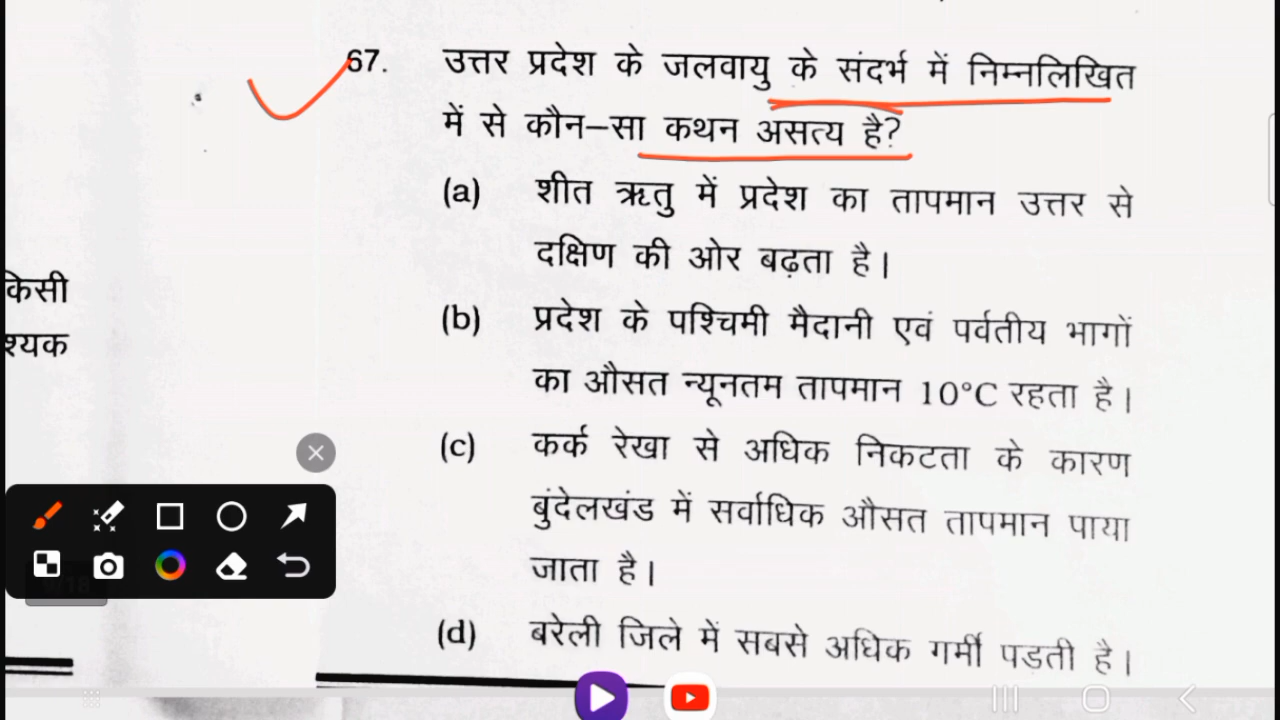 67. उत्तर प्रदेश के जलवायु के संदर्भ में निम्नलिखित
में से कौन–सा कथन असत्य है?
(a) शीत ऋतु में प्रदेश का तापमान उत्तर से
दक्षिण की ओर बढ़ता है।
(b) प्रदेश के पश्चिमी मैदानी एवं पर्वतीय भागों
का औसत न्यूनतम तापमान 10°C रहता है।
(c) कर्क रेखा से अधिक निकटता के कारण
बुंदेलखंड में सर्वाधिक औसत तापमान पाया
जाता है।
(d) बरेली जिले में सबसे अधिक गर्मी पडती है।
किसी
श्यक